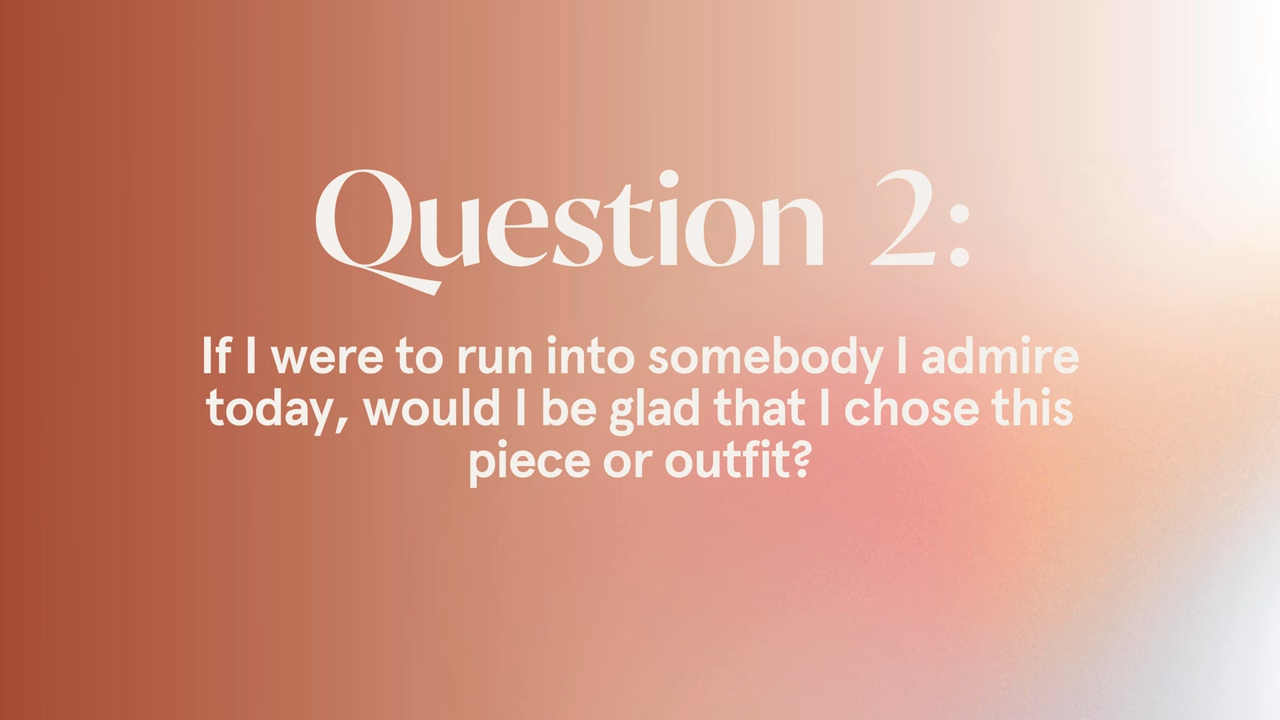 Question 2:
If I were to run into somebody I admire
today, would I be glad that I chose this
piece or outfit?